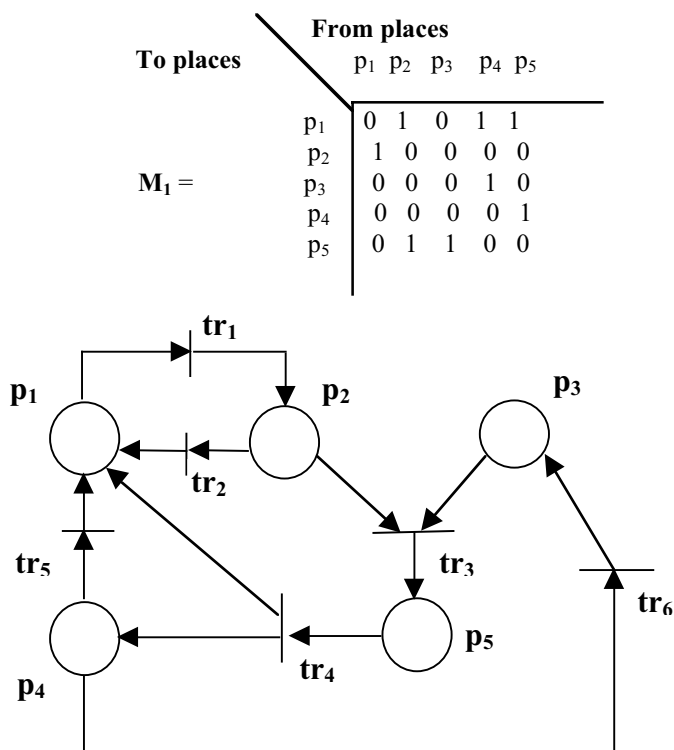 From places
To places
p₁ p₂ p₃ p₄ p₅
p₁ 0 1 0 1 1
p₂ 1 0 0 0 0
M₁ = p₃ 0 0 0 1 0
p₄ 0 0 0 0 1
p₅ 0 1 1 0 0
tr₁
p₁ p₂ p₃
tr₂
tr₅ tr₃
tr₆
p₅
tr₄
p₄